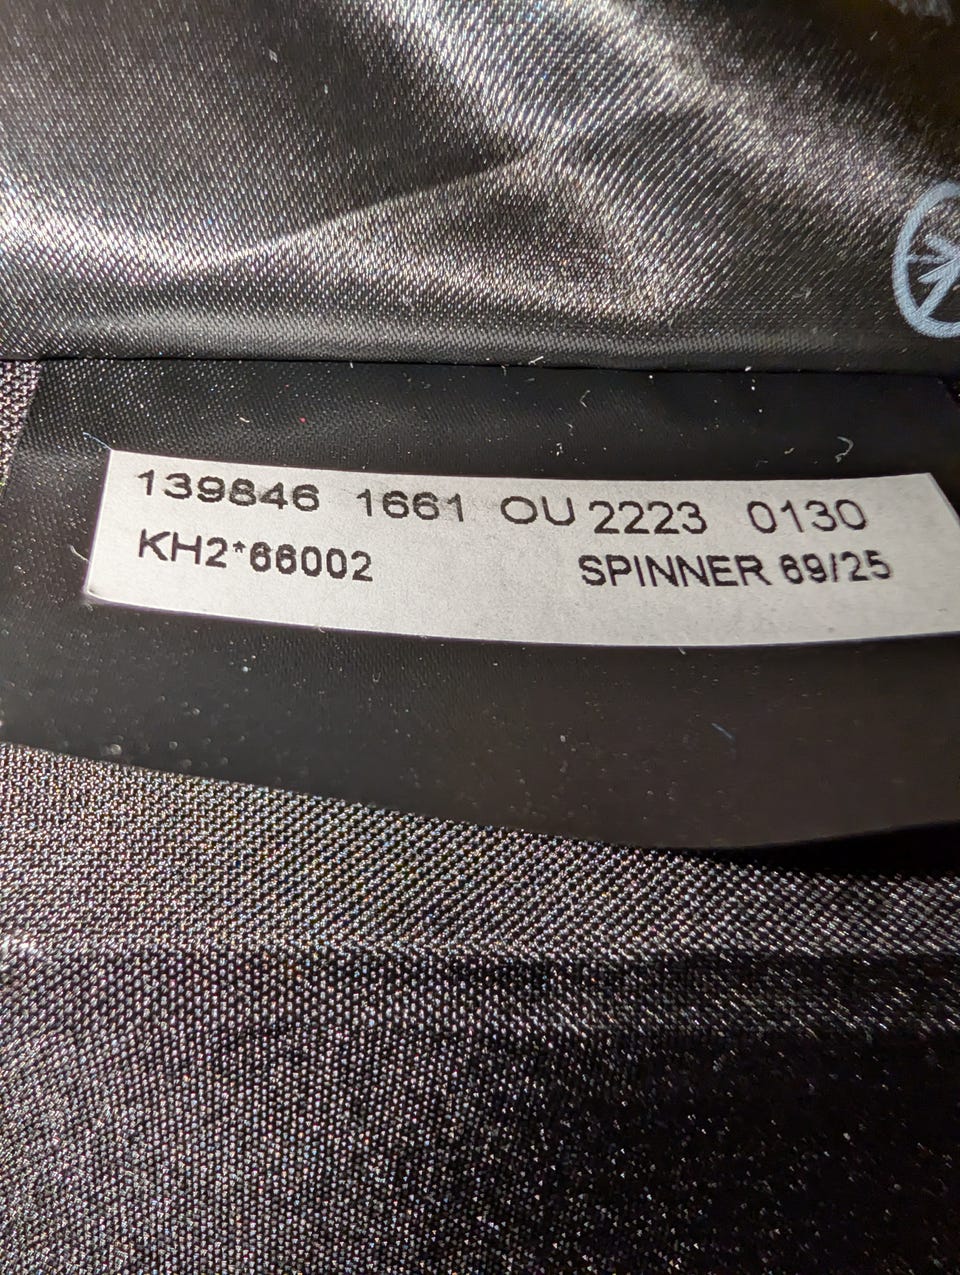 139846 1661 OU 2223 0130
KH2*66002 SPINNER 69/25